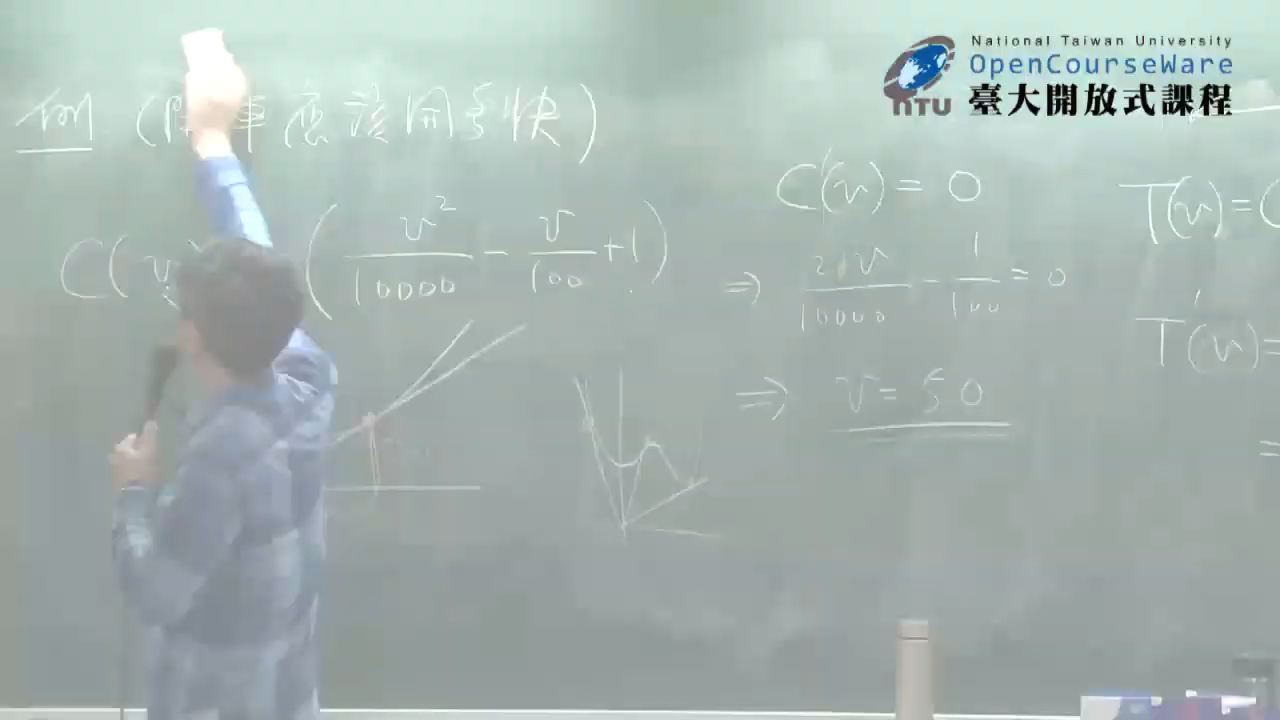 National Taiwan University
OpenCourseWare
NTU 臺大開放式課程
例 (開車應該開多快)
C(v) ( v²/10000 - v/100 + 1 )
C'(v) = 0
⇒ 2v/10000 - 1/100 = 0
⇒ v = 50
T(v) = C
T'(v) =
=